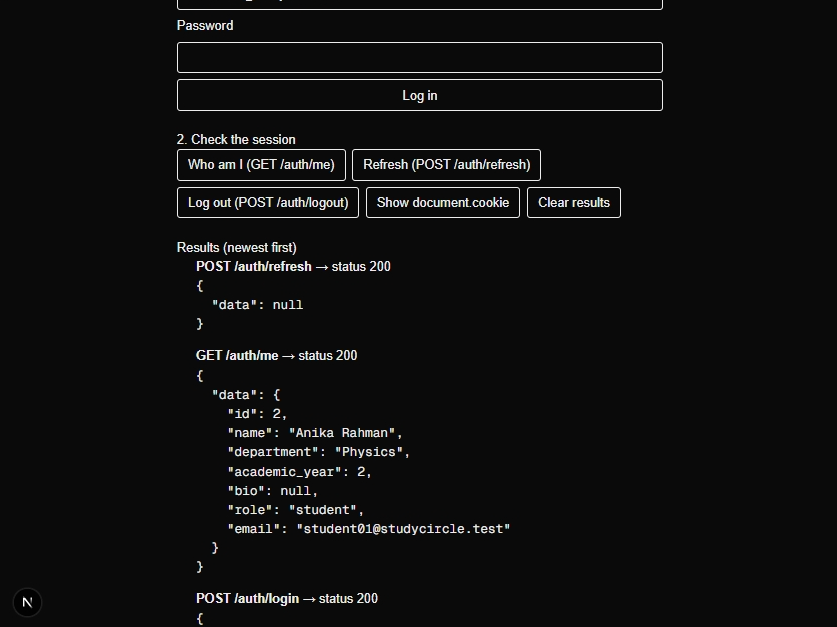 Password
Log in
2. Check the session
Who am I (GET /auth/me) Refresh (POST /auth/refresh)
Log out (POST /auth/logout) Show document.cookie Clear results
Results (newest first)
POST /auth/refresh → status 200
{
"data": null
}
GET /auth/me → status 200
{
"data": {
"id": 2,
"name": "Anika Rahman",
"department": "Physics",
"academic_year": 2,
"bio": null,
"role": "student",
"email": "student01@studycircle.test"
}
}
POST /auth/login → status 200
{
N